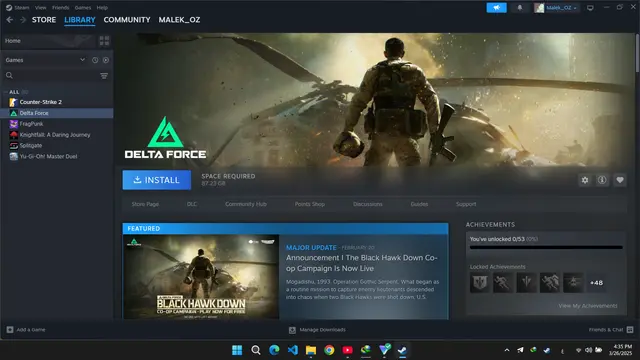 Steam View Friends Games Help
MALEK_OZ
STORE LIBRARY COMMUNITY MALEK_OZ
Home
Games
ALL
Counter-Strike 2
Delta Force
FragPunk
Knightfall: A Daring Journey
Splitgate
Yu-Gi-Oh! Master Duel
DELTA FORCE
INSTALL
SPACE REQUIRED
Store Page DLC Community Hub Points Shop Discussions Guides Support
FEATURED
DELTA FORCE
BLACK HAWK DOWN
CO-OP CAMPAIGN - PLAY NOW FOR FREE
MAJOR UPDATE - FEBRUARY 20
Announcement | The Black Hawk Down Co-
op Campaign Is Now Live
Mogadishu, 1993. Operation Gothic Serpent. What began as
a routine mission to capture enemy lieutenants descended
into chaos when two Black Hawks were shot down. U.S.
ACHIEVEMENTS
You've unlocked 0/53 (0%)
Locked Achievements
+48
View My Achievements
Add a Game
Manage Downloads
Friends & Chat
4:35 PM
3/26/2025